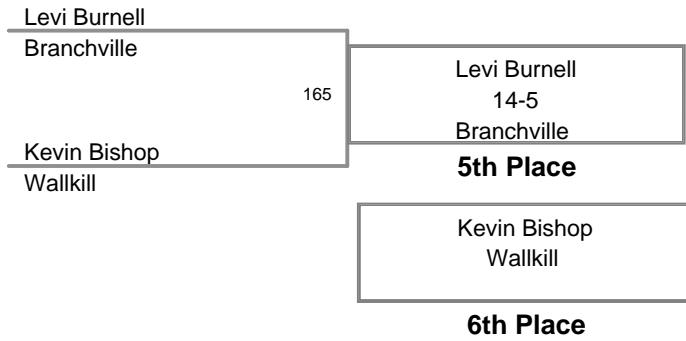 Levi Burnell
Branchville
165
Kevin Bishop
Wallkill
Levi Burnell
14-5
Branchville
5th Place
Kevin Bishop
Wallkill
6th Place